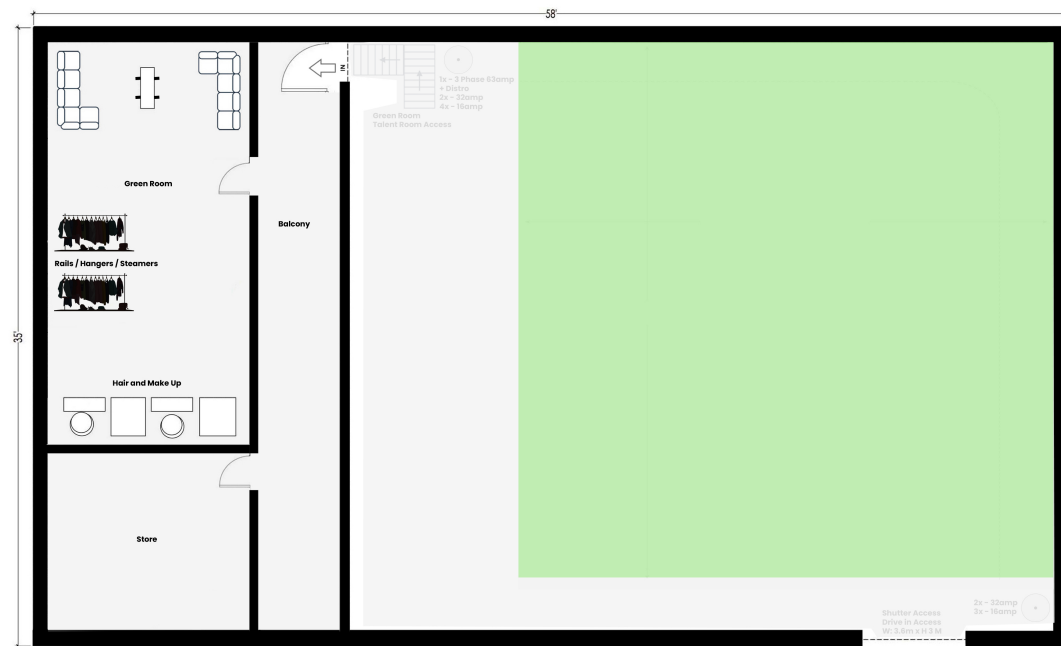 58'
IN
1x - 3 Phase 63amp
+ Distro
2x - 32amp
4x - 16amp
Green Room
Talent Room Access
Green Room
Balcony
Rails / Hangers / Steamers
35'
Hair and Make Up
Store
2x - 32amp
3x - 16amp
Shutter Access
Drive in Access
W: 3.6m x H:3 M